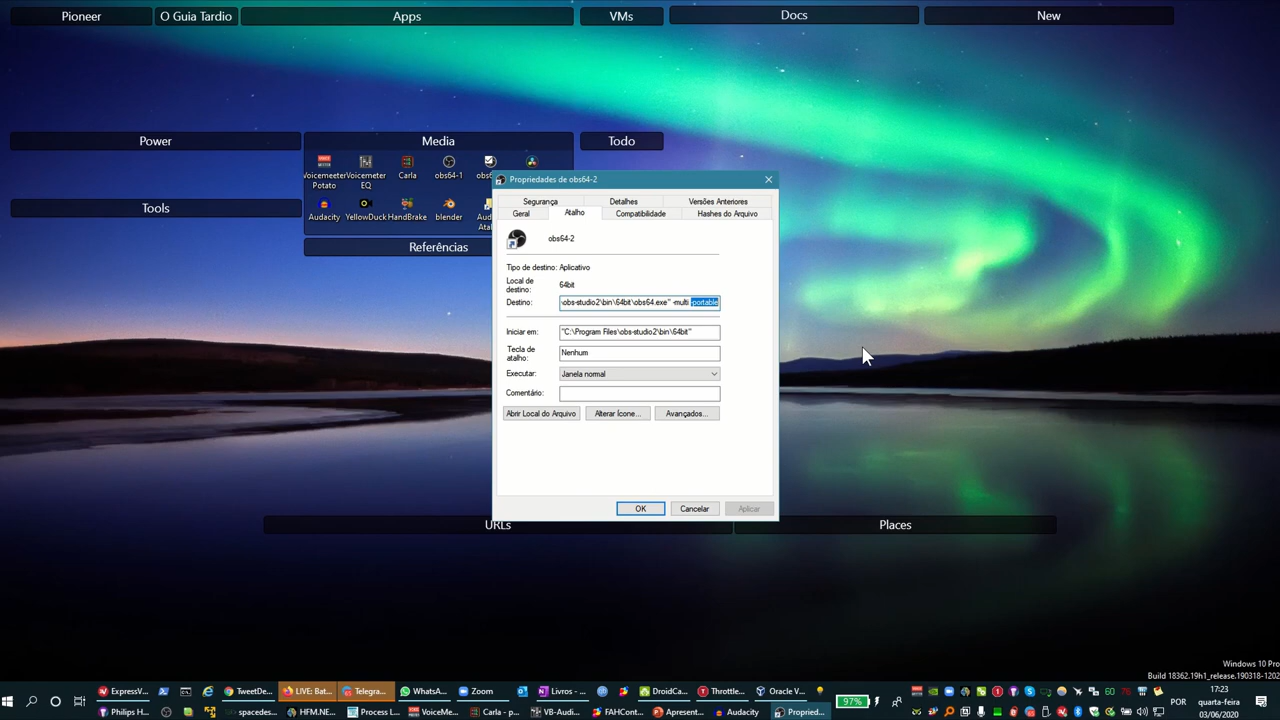 Pioneer
O Guia Tardio
Apps
VMs
Docs
New
Power
Media
Todo
Voicemeeter Potato
Voicemeter EQ
Carla
obs64-1
Tools
Audacity
YellowDuck
HandBrake
blender
Referências
Propriedades de obs64-2
Segurança
Detalhes
Versões Anteriores
Geral
Atalho
Compatibilidade
Hashes do Arquivo
obs64-2
Tipo de destino: Aplicativo
Local de destino: 64bit
Destino: \obs-studio2\bin\64bit\obs64.exe" -multi -portable
Iniciar em: "C:\Program Files\obs-studio2\bin\64bit"
Tecla de atalho: Nenhum
Executar: Janela normal
Comentário:
Abrir Local do Arquivo
Alterar Ícone...
Avançados...
OK
Cancelar
Aplicar
URLs
Places
Windows 10 Pro
Build 18362.19h1_release.190318-1202
ExpressV...
TweetDe...
LIVE: Bat...
Telegra...
WhatsA...
Zoom
Livros -...
DroidCa...
Throttle...
Oracle V...
97%
POR
17:23
quarta-feira
03/06/2020
Philips H...
spacedes...
HFM.NE...
Process L...
VoiceMe...
Carla - p...
VB-Audi...
FAHCont...
Apresent...
Audacity
Propried...